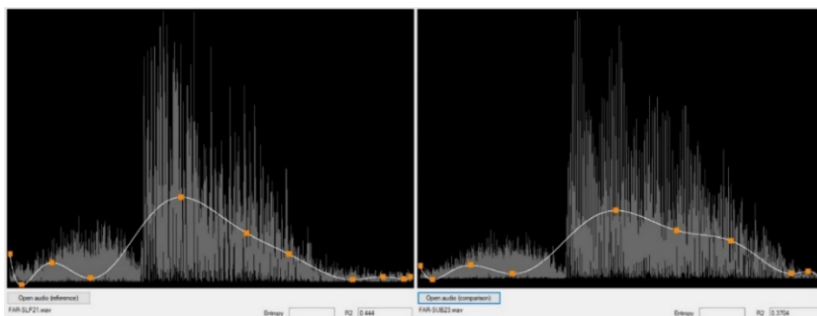 Open audio (reference)
Open audio (comparison)
FAR-SLP21.wav
Entropy
R2
0.444
FAR-SUB23.wav
Entropy
R2
0.3704